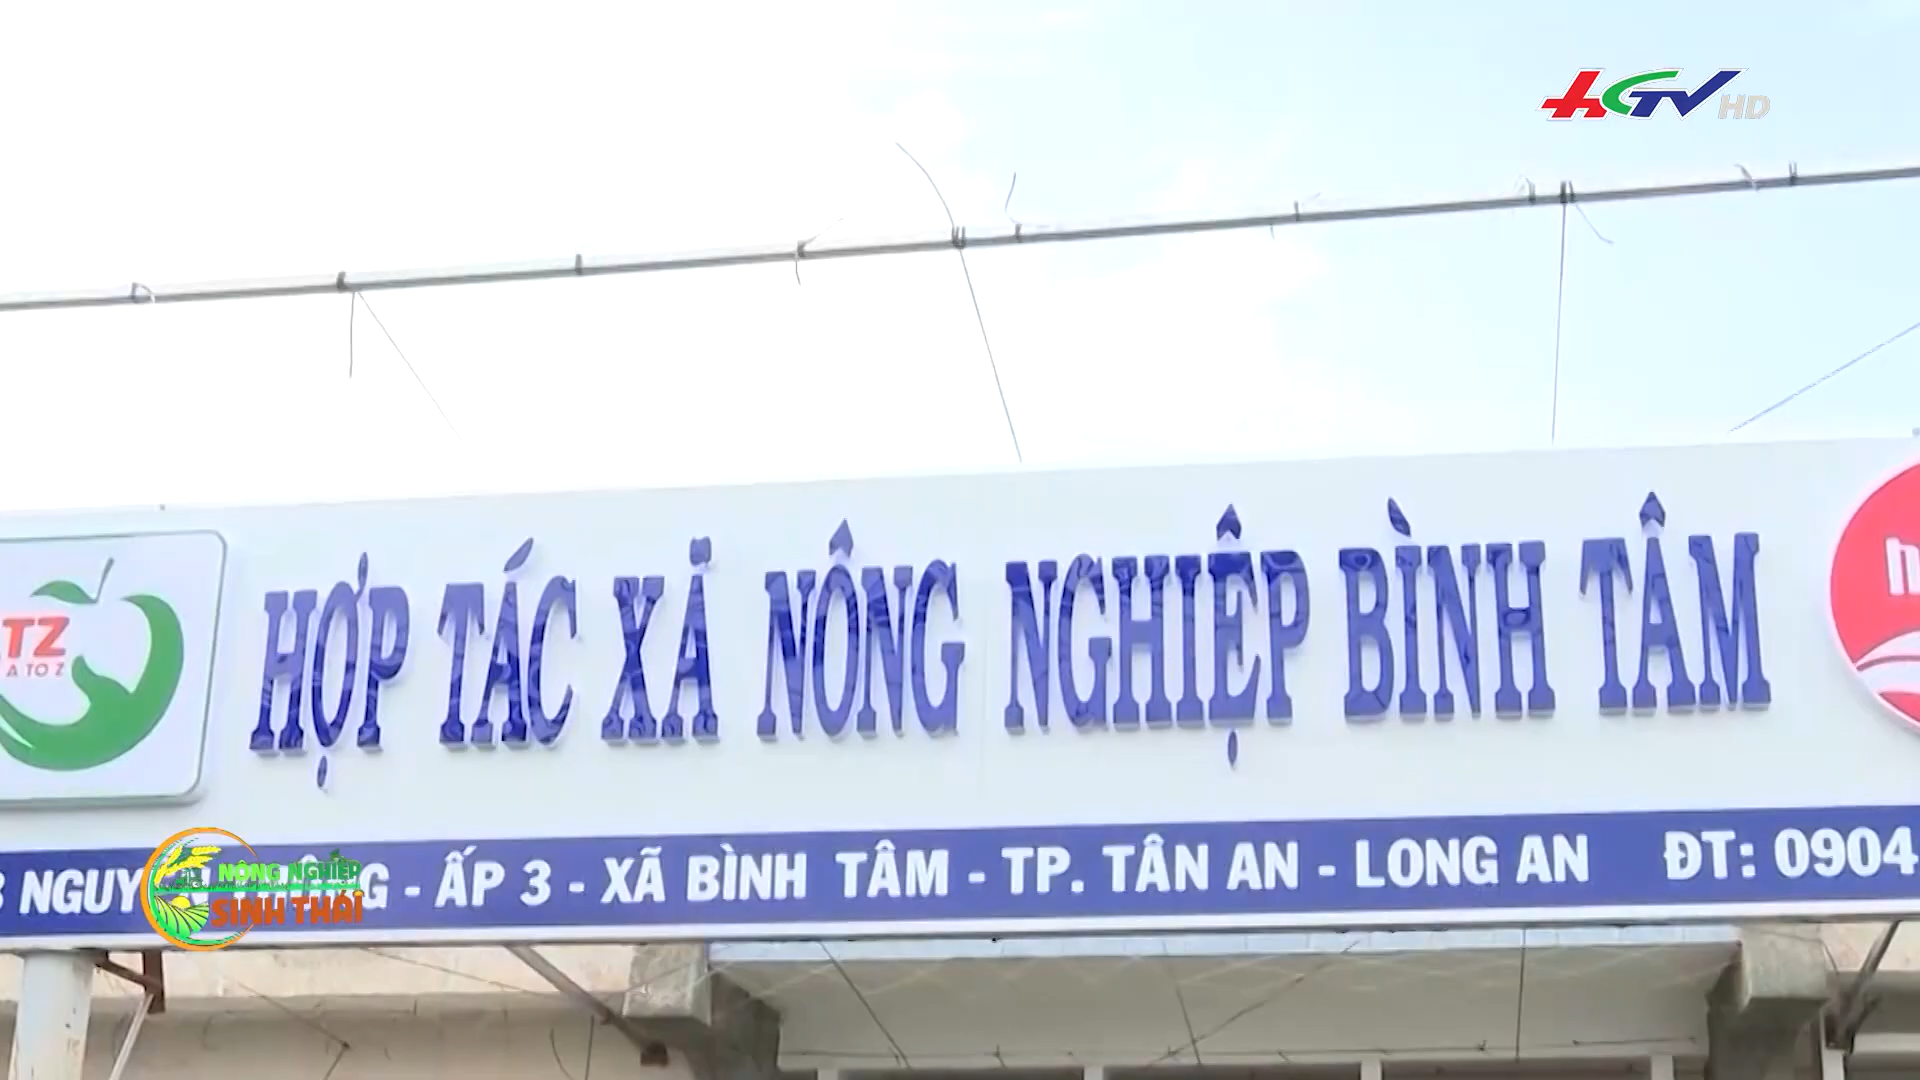 HGTV HD
TZ
A TO Z
HỢP TÁC XÃ NÔNG NGHIỆP BÌNH TÂM
- ẤP 3 - XÃ BÌNH TÂM - TP. TÂN AN - LONG AN ĐT: 0904
NÔNG NGHIỆP
SINH THÁI